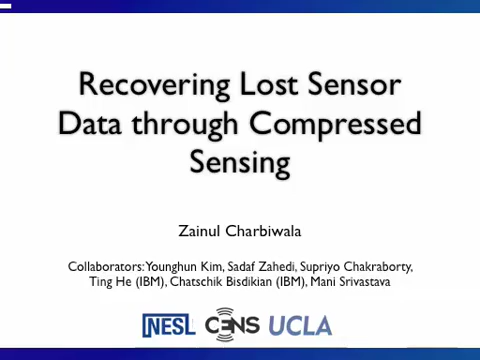 Recovering Lost Sensor
Data through Compressed
Sensing
Zainul Charbiwala
Collaborators: Younghun Kim, Sadaf Zahedi, Supriyo Chakraborty,
Ting He (IBM), Chatschik Bisdikian (IBM), Mani Srivastava
NESL CENS UCLA